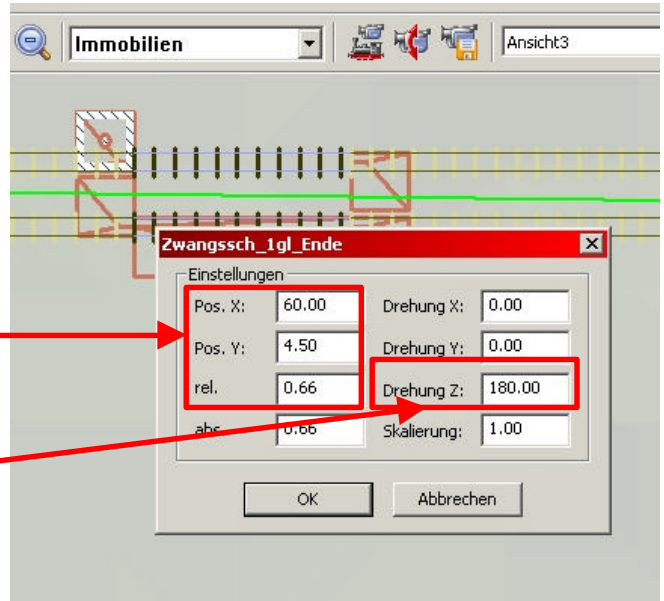 Immobilien
Ansicht3
Zwangssch_1gl_Ende
Einstellungen
Pos. X: 60.00 Drehung X: 0.00
Pos. Y: 4.50 Drehung Y: 0.00
rel. 0.66 Drehung Z: 180.00
abs. 0.66 Skalierung: 1.00
OK Abbrechen